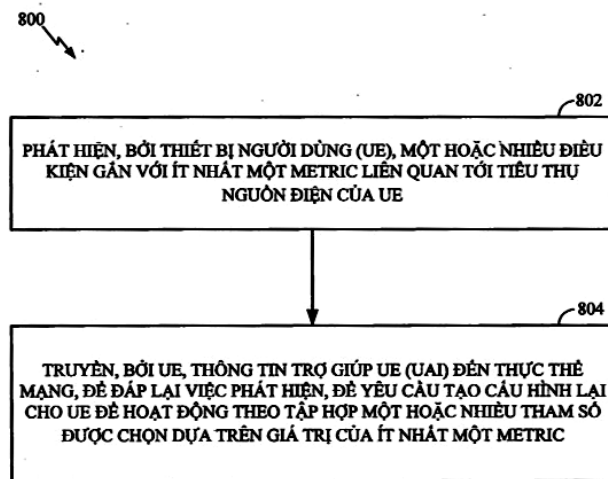 800
802
PHÁT HIỆN, BỞI THIẾT BỊ NGƯỜI DÙNG (UE), MỘT HOẶC NHIỀU ĐIỀU
KIỆN GẮN VỚI ÍT NHẤT MỘT METRIC LIÊN QUAN TỚI TIÊU THỤ
NGUỒN ĐIỆN CỦA UE
804
TRUYỀN, BỞI UE, THÔNG TIN TRỢ GIÚP UE (UAI) ĐẾN THỰC THỂ
MẠNG, ĐỂ ĐÁP LẠI VIỆC PHÁT HIỆN, ĐỂ YÊU CẦU TẠO CẤU HÌNH LẠI
CHO UE ĐỂ HOẠT ĐỘNG THEO TẬP HỢP MỘT HOẶC NHIỀU THAM SỐ
ĐƯỢC CHỌN DỰA TRÊN GIÁ TRỊ CỦA ÍT NHẤT MỘT METRIC